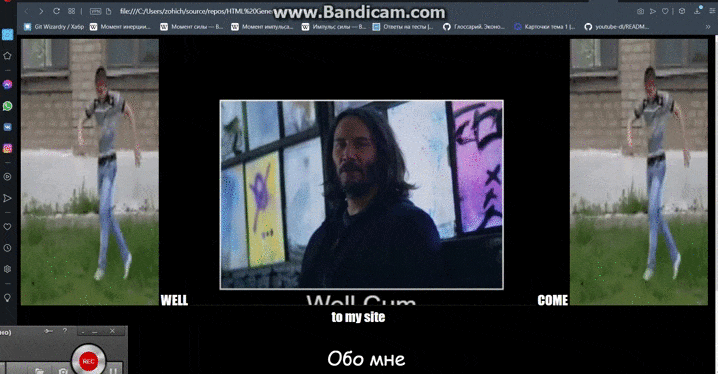 www.Bandicam.com
file:///C:/Users/zohich/source/repos/HTML%20Gene
Git Wizardry / Хабр
Момент инерции...
Момент силы — В...
Момент импульса...
Импульс силы — В...
Ответы на тесты |...
Глоссарий. Эконо...
Карточки тема 1 |...
youtube-dl/READM...
Well Cum
WELL
COME
to my site
Обо мне
REC